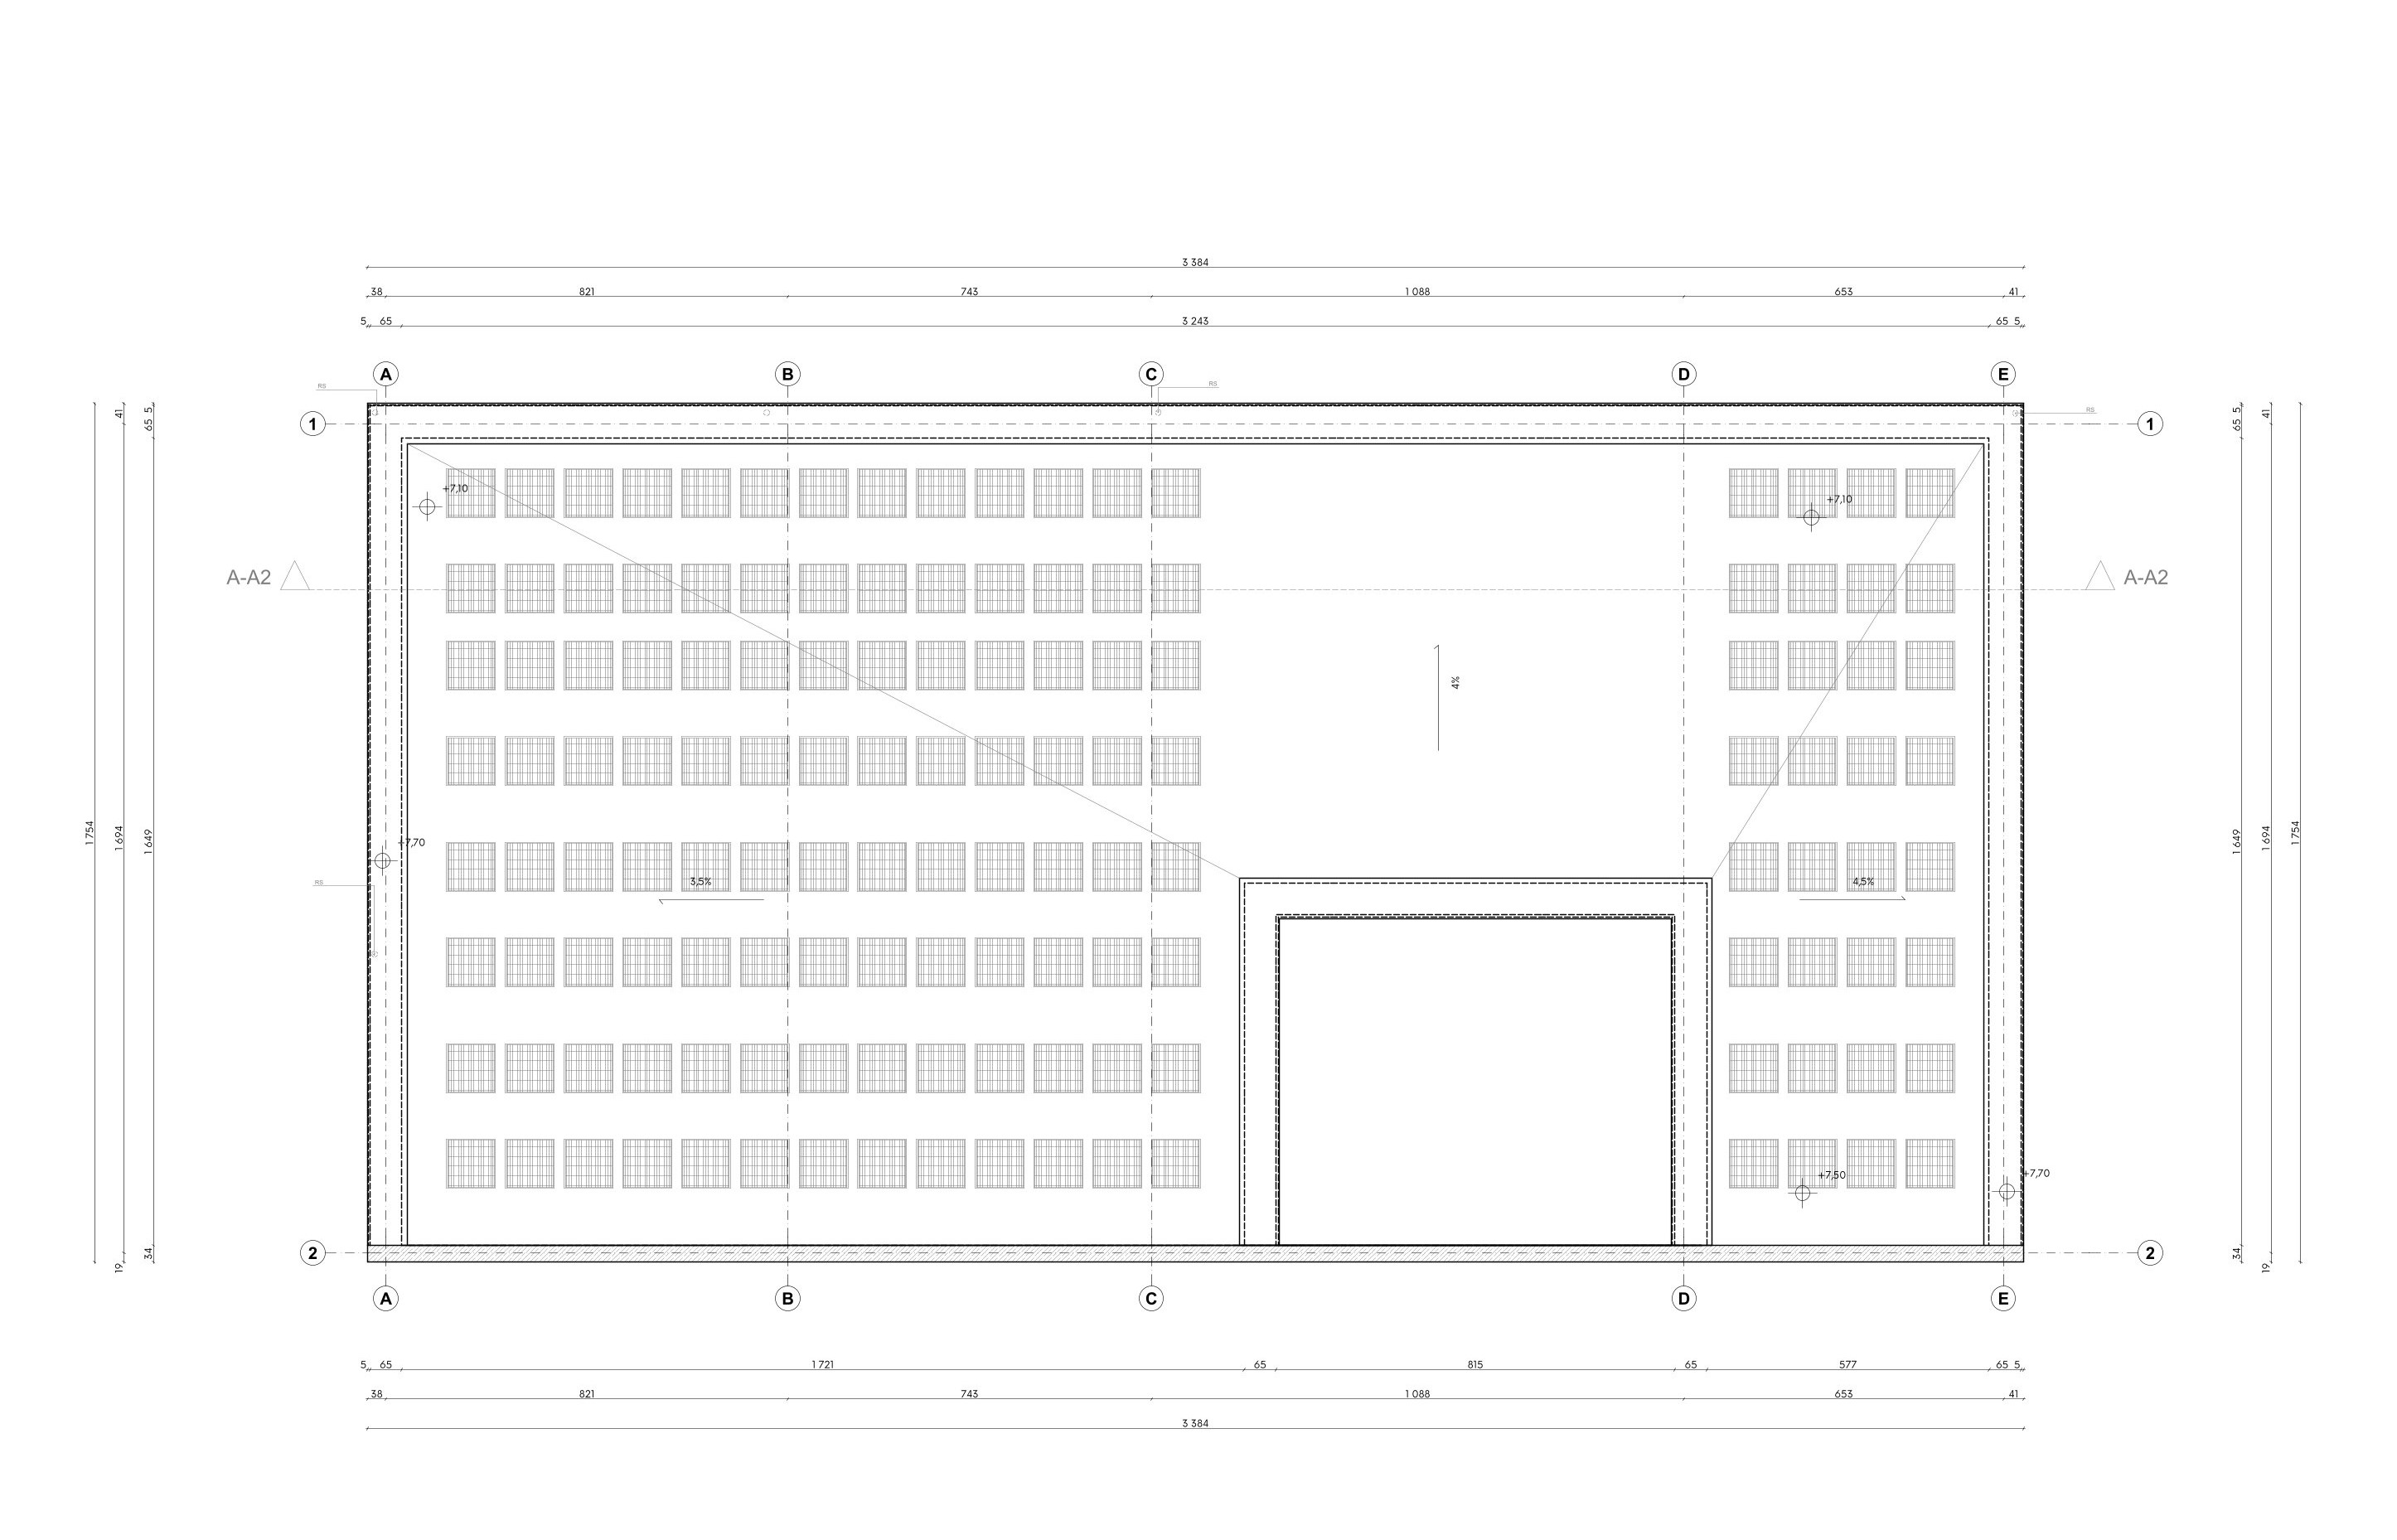 3 384
38 821 743 1 088 653 41
5 65 3 243 65 5
A B C D E
RS RS
RS
1 1
41 65 5 65 5 41
+7,10 +7,10
A-A2 A-A2
4%
1 754 1 694 1 649 1 649 1 694 1 754
+7,70
RS 3,5% 4,5%
+7,50 +7,70
2 2
19 34 34 19
A B C D E
5 65 1 721 65 815 65 577 65 5
38 821 743 1 088 653 41
3 384